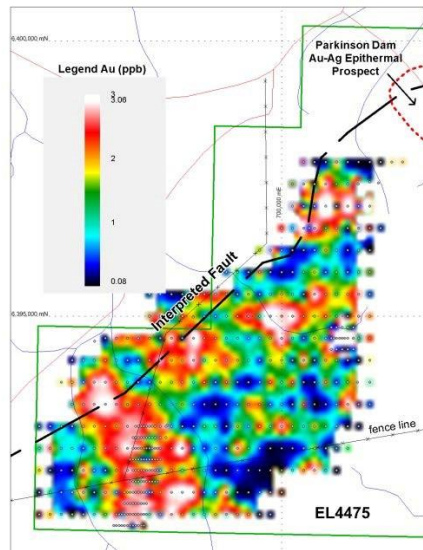 6,400,000 mN
Parkinson Dam
Au-Ag Epithermal
Prospect
Legend Au (ppb)
3
3.06
2
1
0.08
700,000 mE
Interpreted Fault
6,395,000 mN
fence line
EL4475